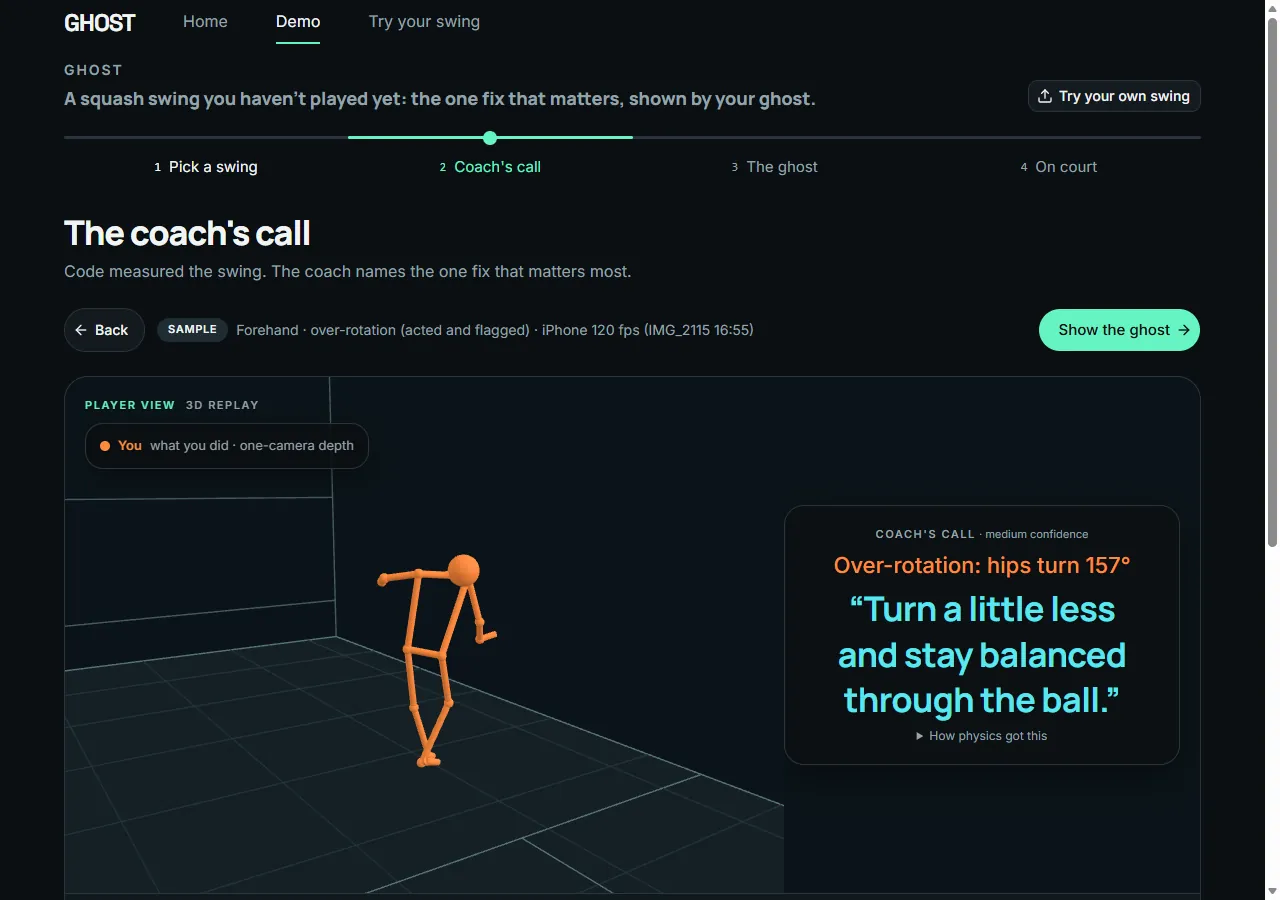 GHOST Home Demo Try your swing
GHOST
A squash swing you haven’t played yet: the one fix that matters, shown by your ghost.
Try your own swing
1 Pick a swing 2 Coach's call 3 The ghost 4 On court
The coach's call
Code measured the swing. The coach names the one fix that matters most.
← Back SAMPLE Forehand · over-rotation (acted and flagged) · iPhone 120 fps (IMG_2115 16:55) Show the ghost →
PLAYER VIEW 3D REPLAY
You what you did · one-camera depth
COACH'S CALL · medium confidence
Over-rotation: hips turn 157°
“Turn a little less
and stay balanced
through the ball.”
▶ How physics got this